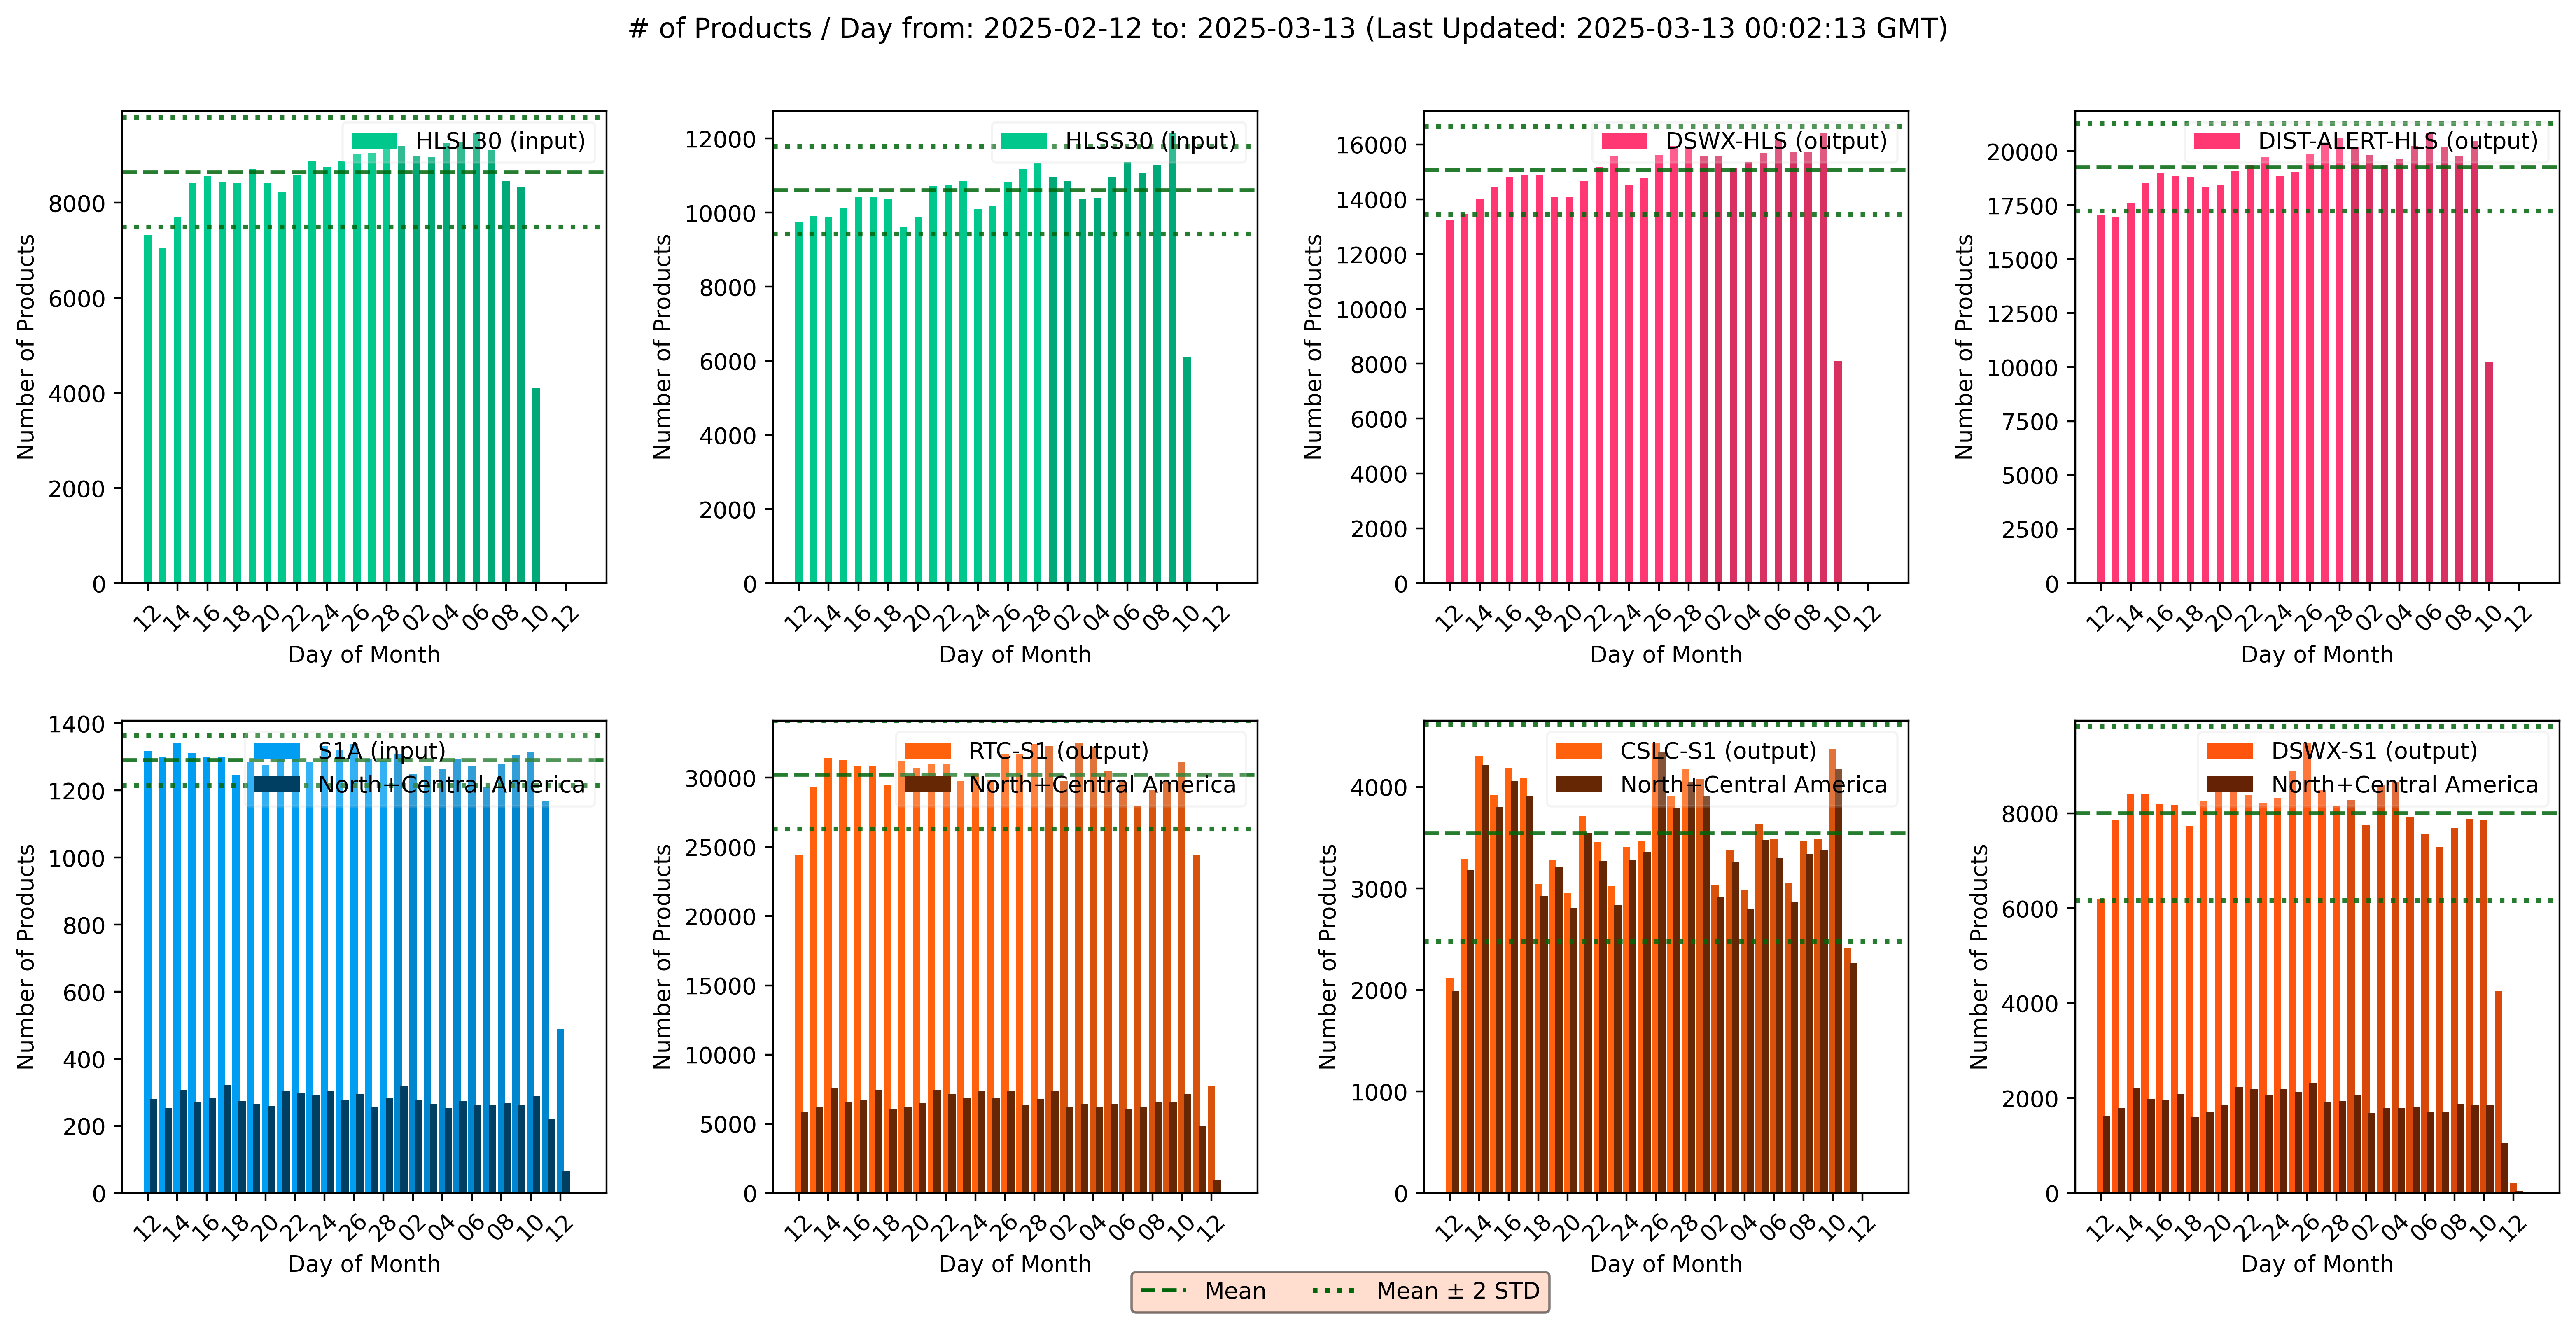 # of Products / Day from: 2025-02-12 to: 2025-03-13 (Last Updated: 2025-03-13 00:02:13 GMT)
HLSL30 (input)
Number of Products
8000
6000
4000
2000
0
12 14 16 18 20 22 24 26 28 02 04 06 08 10 12
Day of Month
HLSS30 (input)
Number of Products
12000
10000
8000
6000
4000
2000
0
12 14 16 18 20 22 24 26 28 02 04 06 08 10 12
Day of Month
DSWX-HLS (output)
Number of Products
16000
14000
12000
10000
8000
6000
4000
2000
0
12 14 16 18 20 22 24 26 28 02 04 06 08 10 12
Day of Month
DIST-ALERT-HLS (output)
Number of Products
20000
17500
15000
12500
10000
7500
5000
2500
0
12 14 16 18 20 22 24 26 28 02 04 06 08 10 12
Day of Month
S1A (input)
North+Central America
Number of Products
1400
1200
1000
800
600
400
200
0
12 14 16 18 20 22 24 26 28 02 04 06 08 10 12
Day of Month
RTC-S1 (output)
North+Central America
Number of Products
30000
25000
20000
15000
10000
5000
0
12 14 16 18 20 22 24 26 28 02 04 06 08 10 12
Day of Month
CSLC-S1 (output)
North+Central America
Number of Products
4000
3000
2000
1000
0
12 14 16 18 20 22 24 26 28 02 04 06 08 10 12
Day of Month
DSWX-S1 (output)
North+Central America
Number of Products
8000
6000
4000
2000
0
12 14 16 18 20 22 24 26 28 02 04 06 08 10 12
Day of Month
Mean
Mean ± 2 STD